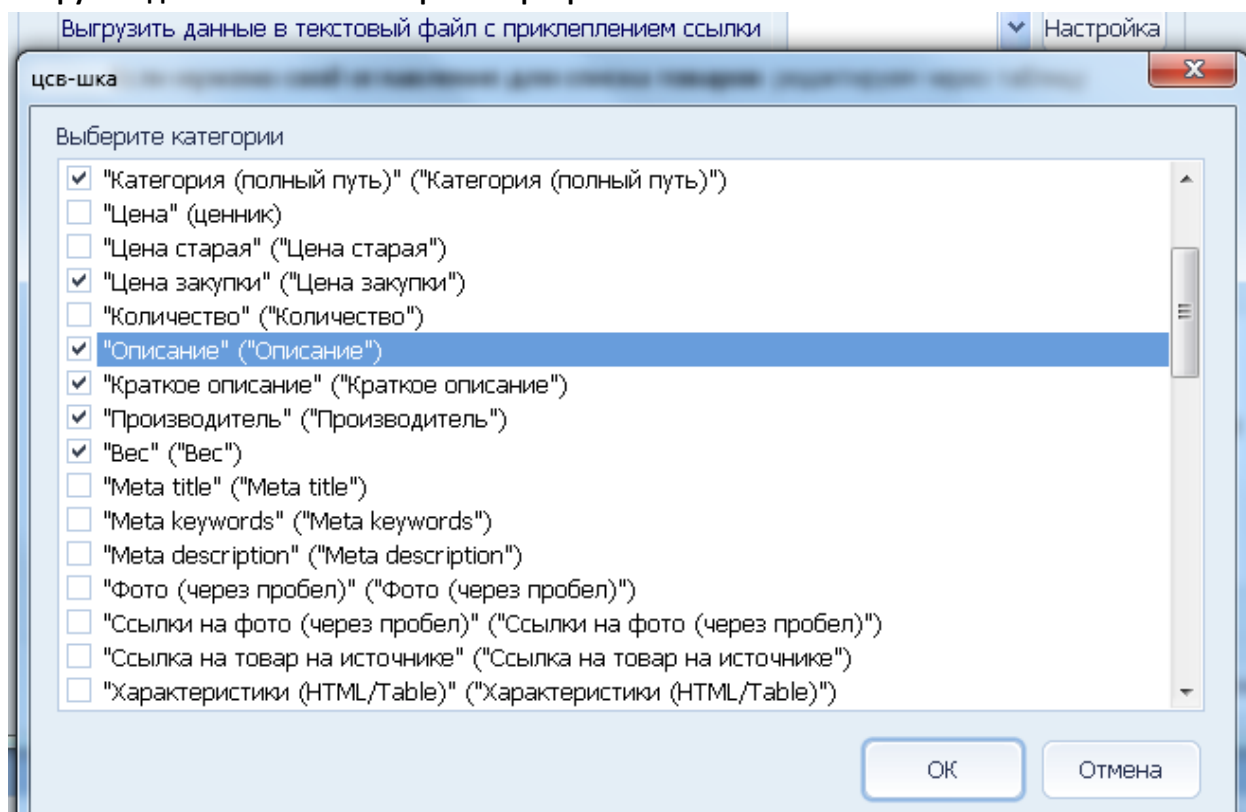 Выгрузить данные в текстовый файл с приклеплением ссылки
Настройка
цсв-шка
Выберите категории
"Категория (полный путь)" ("Категория (полный путь)")
"Цена" (ценник)
"Цена старая" ("Цена старая")
"Цена закупки" ("Цена закупки")
"Количество" ("Количество")
"Описание" ("Описание")
"Краткое описание" ("Краткое описание")
"Производитель" ("Производитель")
"Вес" ("Вес")
"Meta title" ("Meta title")
"Meta keywords" ("Meta keywords")
"Meta description" ("Meta description")
"Фото (через пробел)" ("Фото (через пробел)")
"Ссылки на фото (через пробел)" ("Ссылки на фото (через пробел)")
"Ссылка на товар на источнике" ("Ссылка на товар на источнике")
"Характеристики (HTML/Table)" ("Характеристики (HTML/Table)")
ОК
Отмена